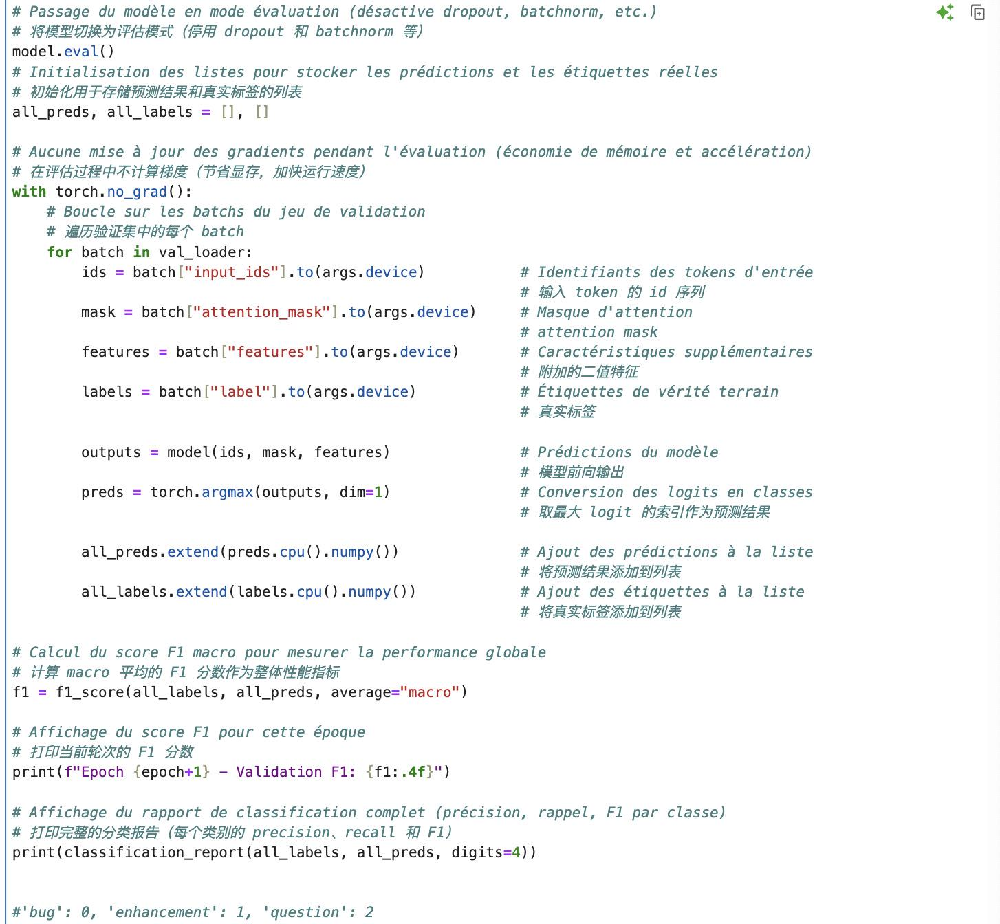 # Passage du modèle en mode évaluation (désactive dropout, batchnorm, etc.)
# 将模型切换为评估模式（停用 dropout 和 batchnorm 等）
model.eval()
# Initialisation des listes pour stocker les prédictions et les étiquettes réelles
# 初始化用于存储预测结果和真实标签的列表
all_preds, all_labels = [], []

# Aucune mise à jour des gradients pendant l'évaluation (économie de mémoire et accélération)
# 在评估过程中不计算梯度（节省显存，加快运行速度）
with torch.no_grad():
    # Boucle sur les batchs du jeu de validation
    # 遍历验证集中的每个 batch
    for batch in val_loader:
        ids = batch["input_ids"].to(args.device)           # Identifiants des tokens d'entrée
                                                           # 输入 token 的 id 序列
        mask = batch["attention_mask"].to(args.device)     # Masque d'attention
                                                           # attention mask
        features = batch["features"].to(args.device)       # Caractéristiques supplémentaires
                                                           # 附加的二值特征
        labels = batch["label"].to(args.device)            # Étiquettes de vérité terrain
                                                           # 真实标签

        outputs = model(ids, mask, features)               # Prédictions du modèle
                                                           # 模型前向输出
        preds = torch.argmax(outputs, dim=1)               # Conversion des logits en classes
                                                           # 取最大 logit 的索引作为预测结果

        all_preds.extend(preds.cpu().numpy())              # Ajout des prédictions à la liste
                                                           # 将预测结果添加到列表
        all_labels.extend(labels.cpu().numpy())            # Ajout des étiquettes à la liste
                                                           # 将真实标签添加到列表

# Calcul du score F1 macro pour mesurer la performance globale
# 计算 macro 平均的 F1 分数作为整体性能指标
f1 = f1_score(all_labels, all_preds, average="macro")

# Affichage du score F1 pour cette époque
# 打印当前轮次的 F1 分数
print(f"Epoch {epoch+1} — Validation F1: {f1:.4f}")

# Affichage du rapport de classification complet (précision, rappel, F1 par classe)
# 打印完整的分类报告（每个类别的 precision、recall 和 F1）
print(classification_report(all_labels, all_preds, digits=4))

#'bug': 0, 'enhancement': 1, 'question': 2